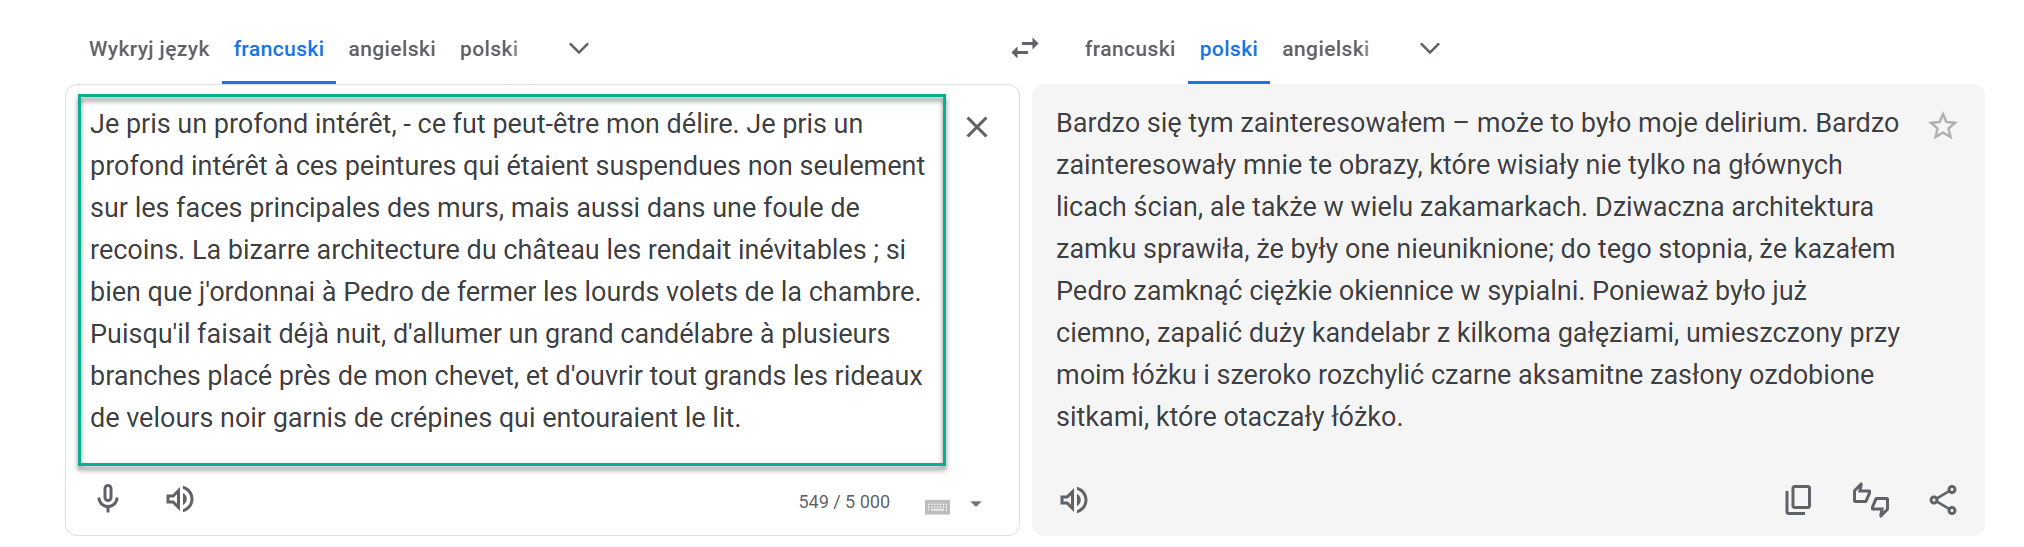 Wykryj język francuski angielski polski
francuski polski angielski
Je pris un profond intérêt, - ce fut peut-être mon délire. Je pris un
profond intérêt à ces peintures qui étaient suspendues non seulement
sur les faces principales des murs, mais aussi dans une foule de
recoins. La bizarre architecture du château les rendait inévitables ; si
bien que j'ordonnai à Pedro de fermer les lourds volets de la chambre.
Puisqu'il faisait déjà nuit, d'allumer un grand candélabre à plusieurs
branches placé près de mon chevet, et d'ouvrir tout grands les rideaux
de velours noir garnis de crépines qui entouraient le lit.
549 / 5 000
Bardzo się tym zainteresowałem – może to było moje delirium. Bardzo
zainteresowały mnie te obrazy, które wisiały nie tylko na głównych
licach ścian, ale także w wielu zakamarkach. Dziwaczna architektura
zamku sprawiła, że były one nieuniknione; do tego stopnia, że kazałem
Pedro zamknąć ciężkie okiennice w sypialni. Ponieważ było już
ciemno, zapalić duży kandelabr z kilkoma gałęziami, umieszczony przy
moim łóżku i szeroko rozchylić czarne aksamitne zasłony ozdobione
sitkami, które otaczały łóżko.